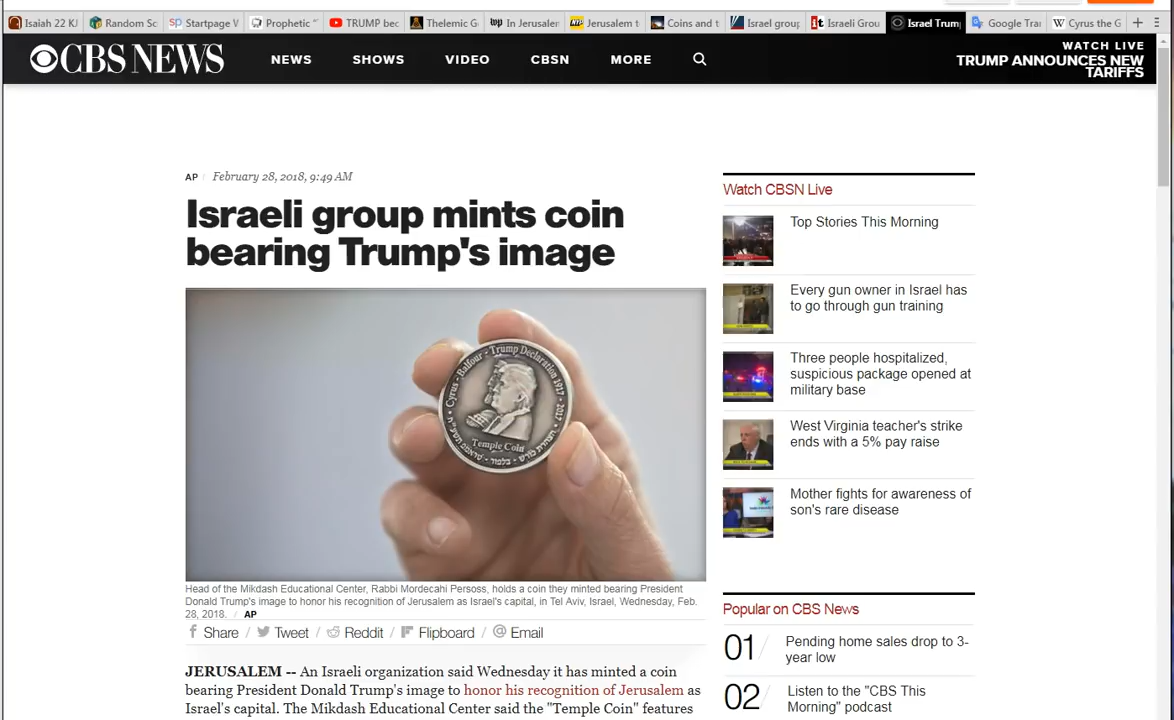 Isaiah 22 KJ
Random Sc
Startpage W
Prophetic "
TRUMP bec
Thelemic G
In Jerusaler
Jerusalem t
Coins and t
Israel group
Israeli Grou
Israel Trum
Google Tra
Cyrus the G
CBS NEWS
NEWS
SHOWS
VIDEO
CBSN
MORE
WATCH LIVE
TRUMP ANNOUNCES NEW
TARIFFS
AP / February 28, 2018, 9:49 AM
Israeli group mints coin
bearing Trump's image
Cyrus - Balfour - Trump Declaration 1917 - 2017
Temple Coin
Head of the Mikdash Educational Center, Rabbi Mordecahi Persoss, holds a coin they minted bearing President
Donald Trump's image to honor his recognition of Jerusalem as Israel's capital, in Tel Aviv, Israel, Wednesday, Feb.
28, 2018. / AP
Share / Tweet / Reddit / Flipboard / Email
JERUSALEM -- An Israeli organization said Wednesday it has minted a coin
bearing President Donald Trump's image to honor his recognition of Jerusalem as
Israel's capital. The Mikdash Educational Center said the "Temple Coin" features
Watch CBSN Live
Top Stories This Morning
Every gun owner in Israel has
to go through gun training
Three people hospitalized,
suspicious package opened at
military base
West Virginia teacher's strike
ends with a 5% pay raise
Mother fights for awareness of
son's rare disease
Popular on CBS News
01 Pending home sales drop to 3-
year low
02 Listen to the "CBS This
Morning" podcast